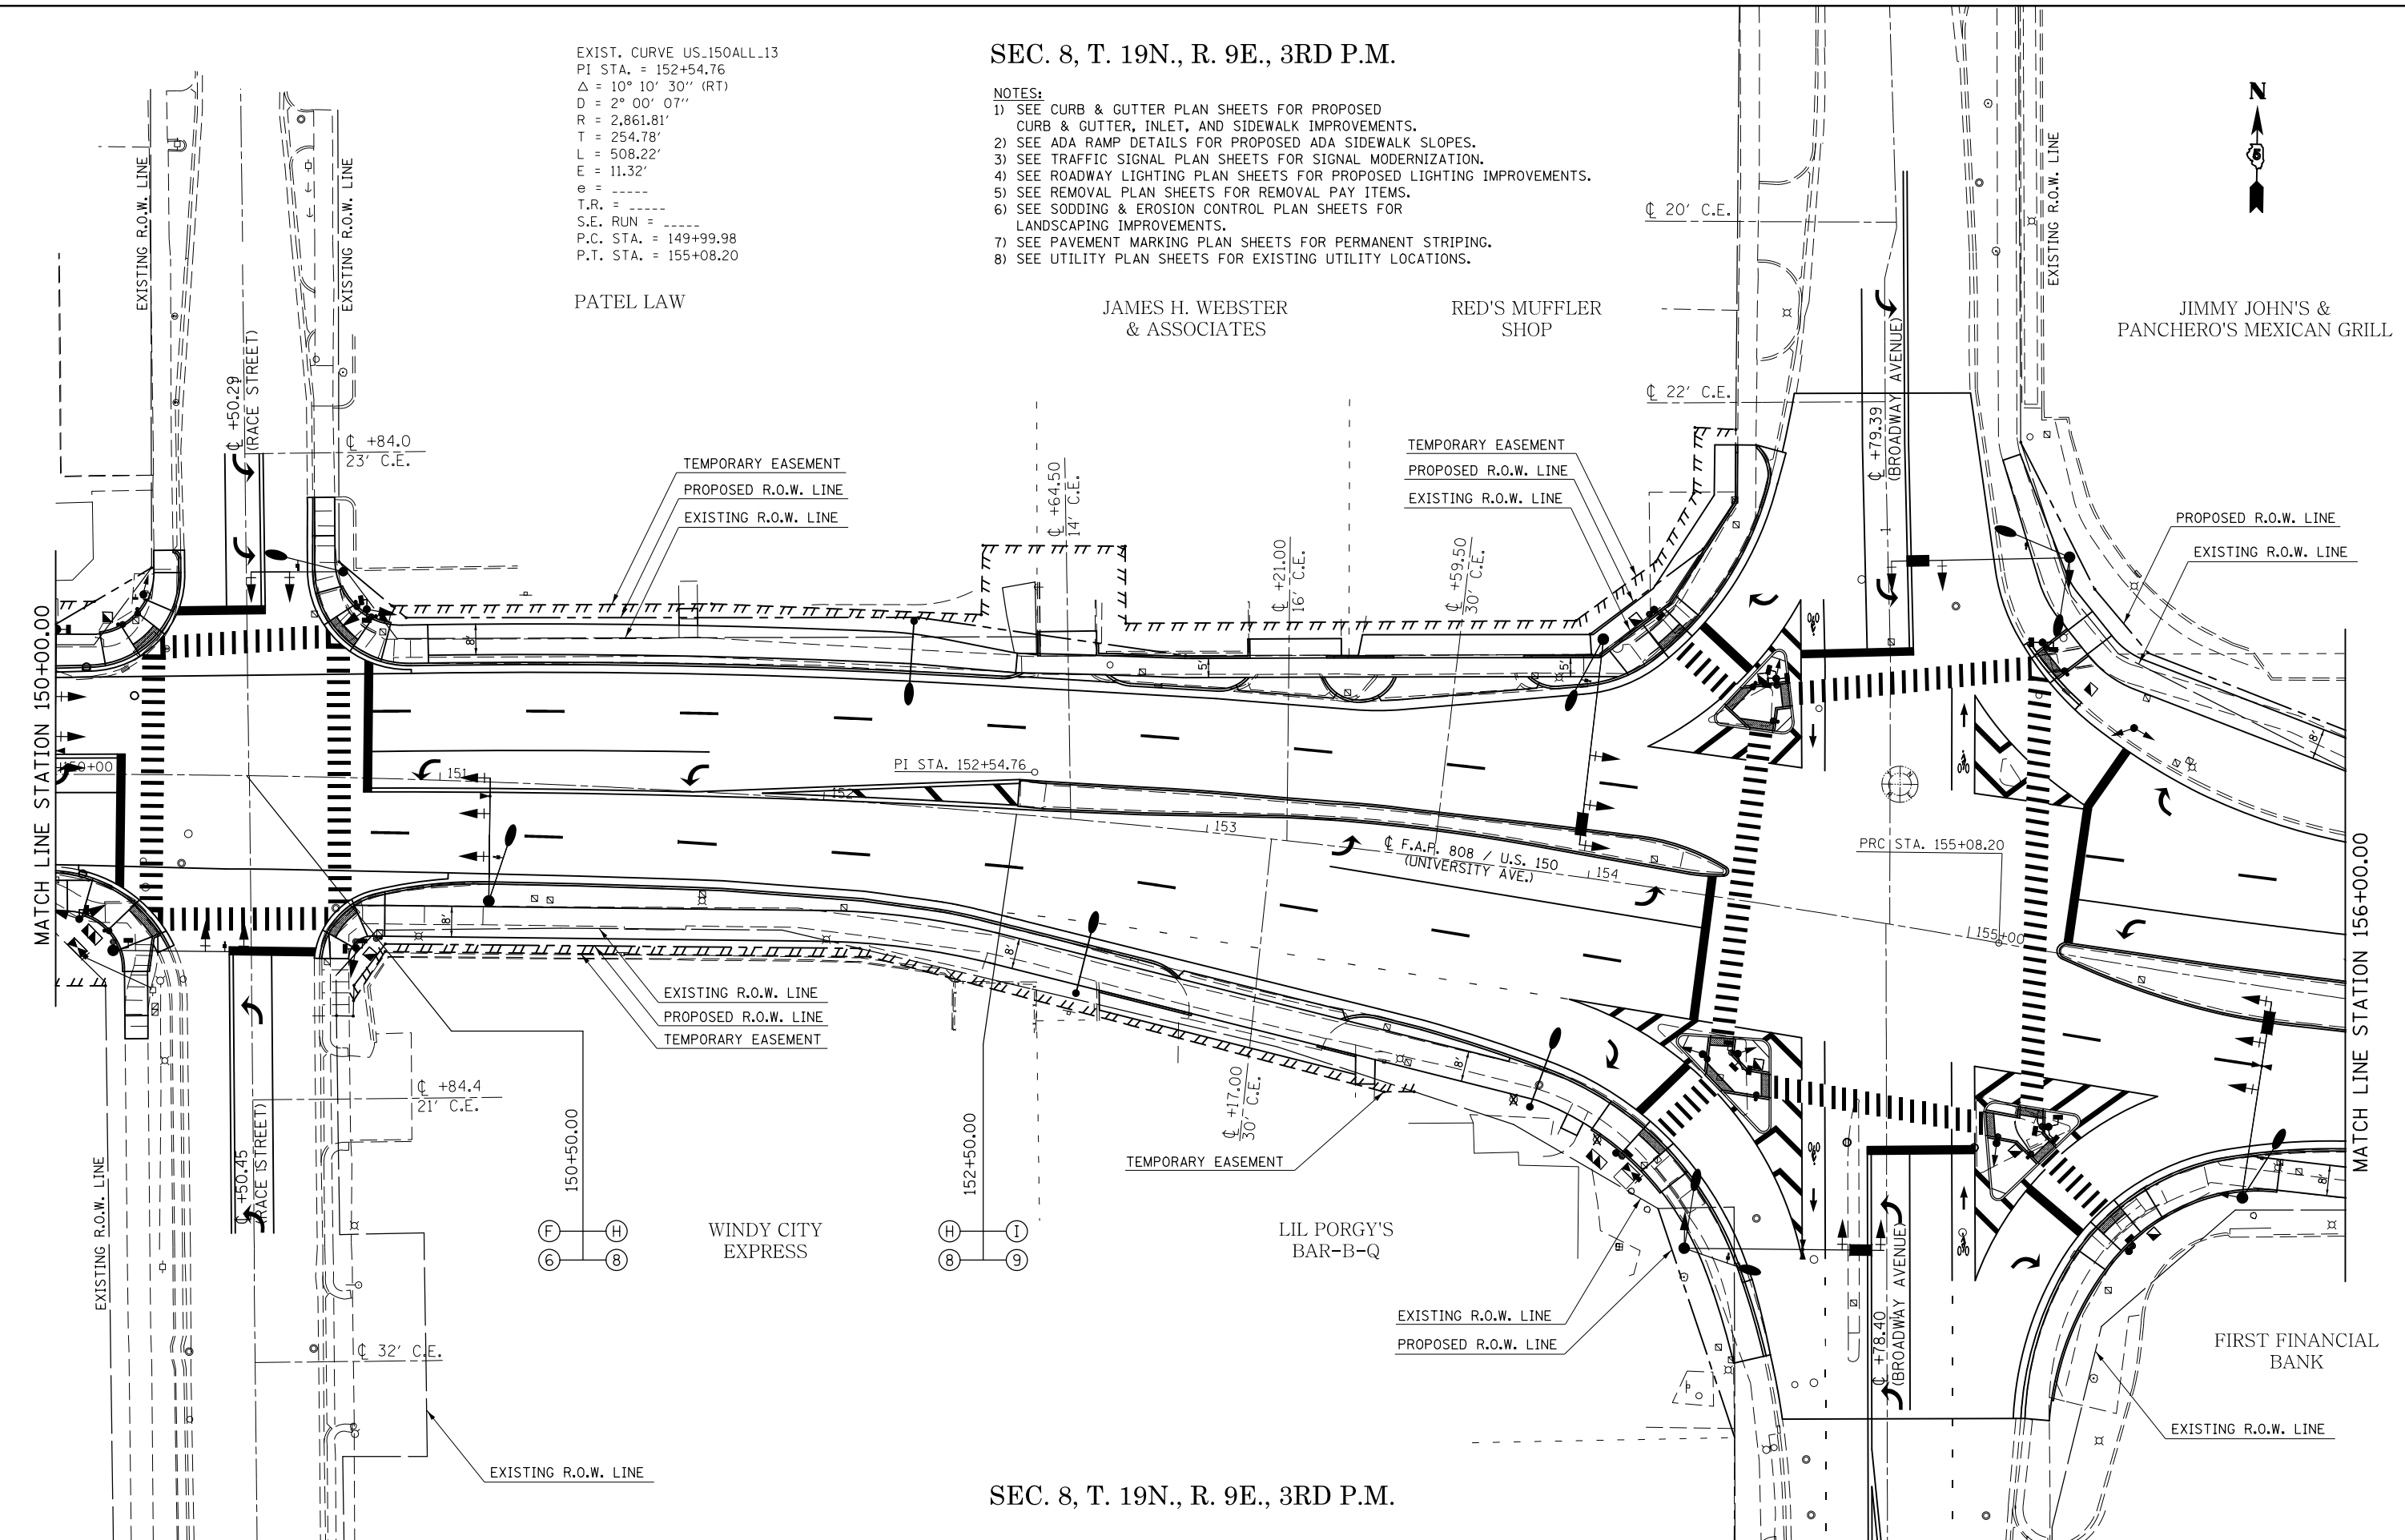 EXIST. CURVE US_150ALL_13
PI STA. = 152+54.76
Δ = 10° 10' 30'' (RT)
D = 2° 00' 07''
R = 2,861.81'
T = 254.78'
L = 508.22'
E = 11.32'
e = _____
T.R. = _____
S.E. RUN = _____
P.C. STA. = 149+99.98
P.T. STA. = 155+08.20
SEC. 8, T. 19N., R. 9E., 3RD P.M.
NOTES:
1) SEE CURB & GUTTER PLAN SHEETS FOR PROPOSED
CURB & GUTTER, INLET, AND SIDEWALK IMPROVEMENTS.
2) SEE ADA RAMP DETAILS FOR PROPOSED ADA SIDEWALK SLOPES.
3) SEE TRAFFIC SIGNAL PLAN SHEETS FOR SIGNAL MODERNIZATION.
4) SEE ROADWAY LIGHTING PLAN SHEETS FOR PROPOSED LIGHTING IMPROVEMENTS.
5) SEE REMOVAL PLAN SHEETS FOR REMOVAL PAY ITEMS.
6) SEE SODDING & EROSION CONTROL PLAN SHEETS FOR
LANDSCAPING IMPROVEMENTS.
7) SEE PAVEMENT MARKING PLAN SHEETS FOR PERMANENT STRIPING.
8) SEE UTILITY PLAN SHEETS FOR EXISTING UTILITY LOCATIONS.
N
5
EXISTING R.O.W. LINE
EXISTING R.O.W. LINE
EXISTING R.O.W. LINE
℄ 20' C.E.
℄ 22' C.E.
PATEL LAW
JAMES H. WEBSTER
& ASSOCIATES
RED'S MUFFLER
SHOP
JIMMY JOHN'S &
PANCHERO'S MEXICAN GRILL
℄ +50.29
(RACE STREET)
℄ +84.0
23' C.E.
℄ +79.39
(BROADWAY AVENUE)
TEMPORARY EASEMENT
PROPOSED R.O.W. LINE
EXISTING R.O.W. LINE
℄ +64.50
14' C.E.
℄ +21.00
16' C.E.
℄ +59.50
30' C.E.
TEMPORARY EASEMENT
PROPOSED R.O.W. LINE
EXISTING R.O.W. LINE
1
PROPOSED R.O.W. LINE
EXISTING R.O.W. LINE
8'
5'
5'
8'
MATCH LINE STATION 150+00.00
150+00
151
152
PI STA. 152+54.76
153
℄ F.A.P. 808 / U.S. 150
(UNIVERSITY AVE.)
154
PRC STA. 155+08.20
155+00
MATCH LINE STATION 156+00.00
8'
8'
8'
8'
EXISTING R.O.W. LINE
PROPOSED R.O.W. LINE
TEMPORARY EASEMENT
℄ +84.4
21' C.E.
℄ +50.45
(RACE STREET)
EXISTING R.O.W. LINE
150+50.00
152+50.00
℄ +17.00
30' C.E.
TEMPORARY EASEMENT
F H
6 8
WINDY CITY
EXPRESS
H I
8 9
LIL PORGY'S
BAR-B-Q
EXISTING R.O.W. LINE
PROPOSED R.O.W. LINE
℄ +78.40
(BROADWAY AVENUE)
FIRST FINANCIAL
BANK
℄ 32' C.E.
EXISTING R.O.W. LINE
EXISTING R.O.W. LINE
SEC. 8, T. 19N., R. 9E., 3RD P.M.